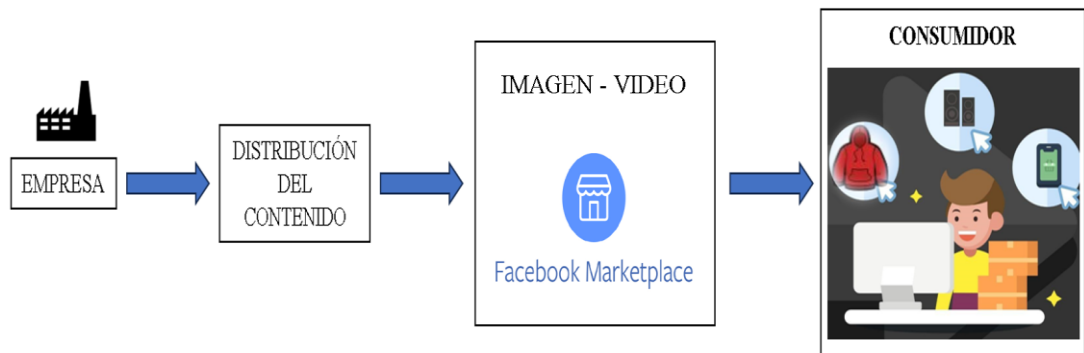 EMPRESA
DISTRIBUCIÓN
DEL
CONTENIDO
IMAGEN - VIDEO
Facebook Marketplace
CONSUMIDOR